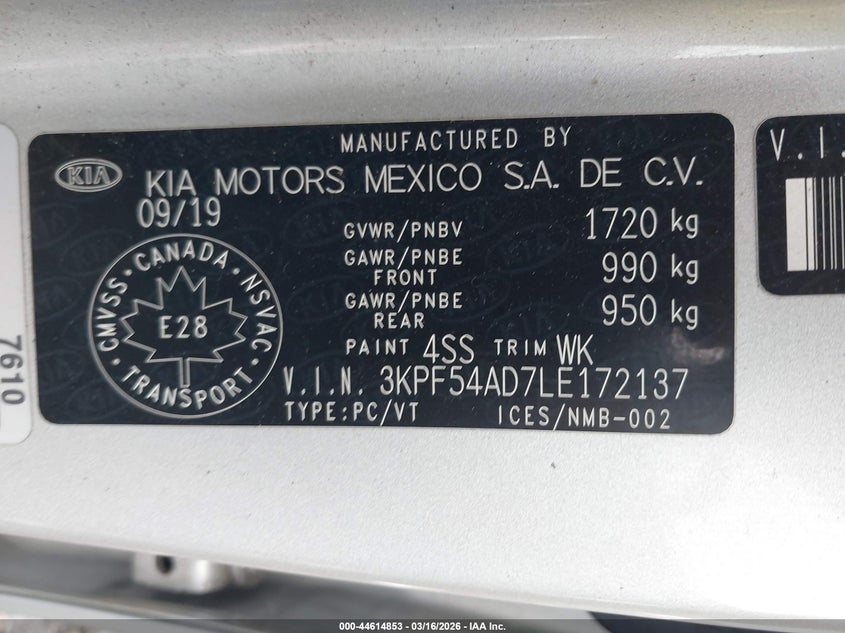 MANUFACTURED BY
KIA KIA MOTORS MEXICO S.A. DE C.V.
09/19
GVWR/PNBV 1720 kg
GAWR/PNBE FRONT 990 kg
GAWR/PNBE REAR 950 kg
CMVSS · CANADA · NSVAC
E28
TRANSPORT
PAINT 4SS TRIM WK
V.I.N. 3KPF54AD7LE172137
TYPE:PC/VT ICES/NMB-002
V.I.
7610
000-44614853 - 03/16/2026 - IAA Inc.